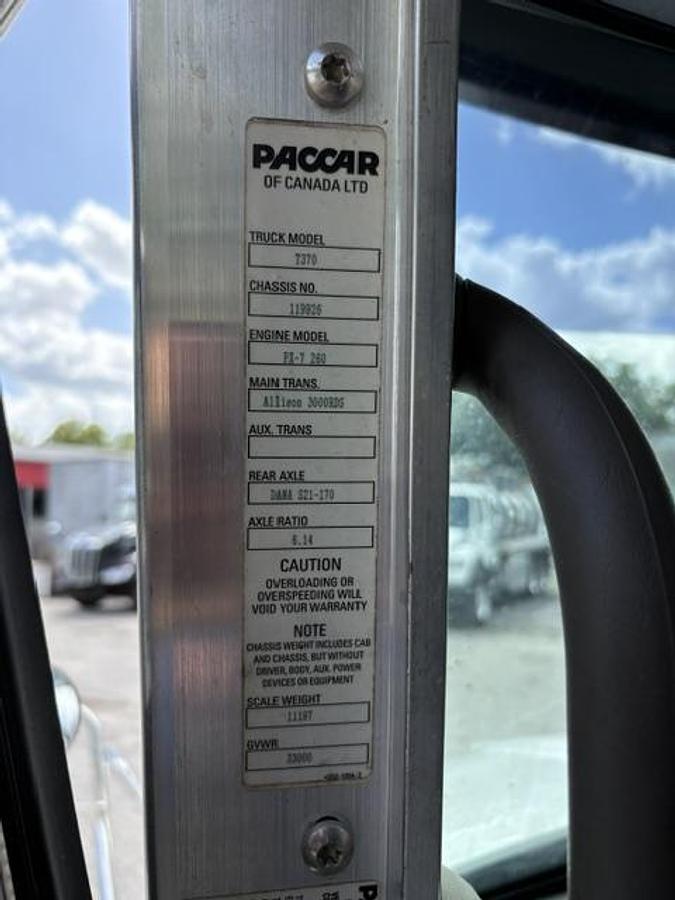 PACCAR
OF CANADA LTD
TRUCK MODEL
T370
CHASSIS NO.
119926
ENGINE MODEL
PX-7 260
MAIN TRANS.
Allison 3000RDS
AUX. TRANS
REAR AXLE
DANA S21-170
AXLE RATIO
6.14
CAUTION
OVERLOADING OR
OVERSPEEDING WILL
VOID YOUR WARRANTY
NOTE
CHASSIS WEIGHT INCLUDES CAB
AND CHASSIS, BUT WITHOUT
DRIVER, BODY, AUX. POWER
DEVICES OR EQUIPMENT
SCALE WEIGHT
11187
GVWR
33000